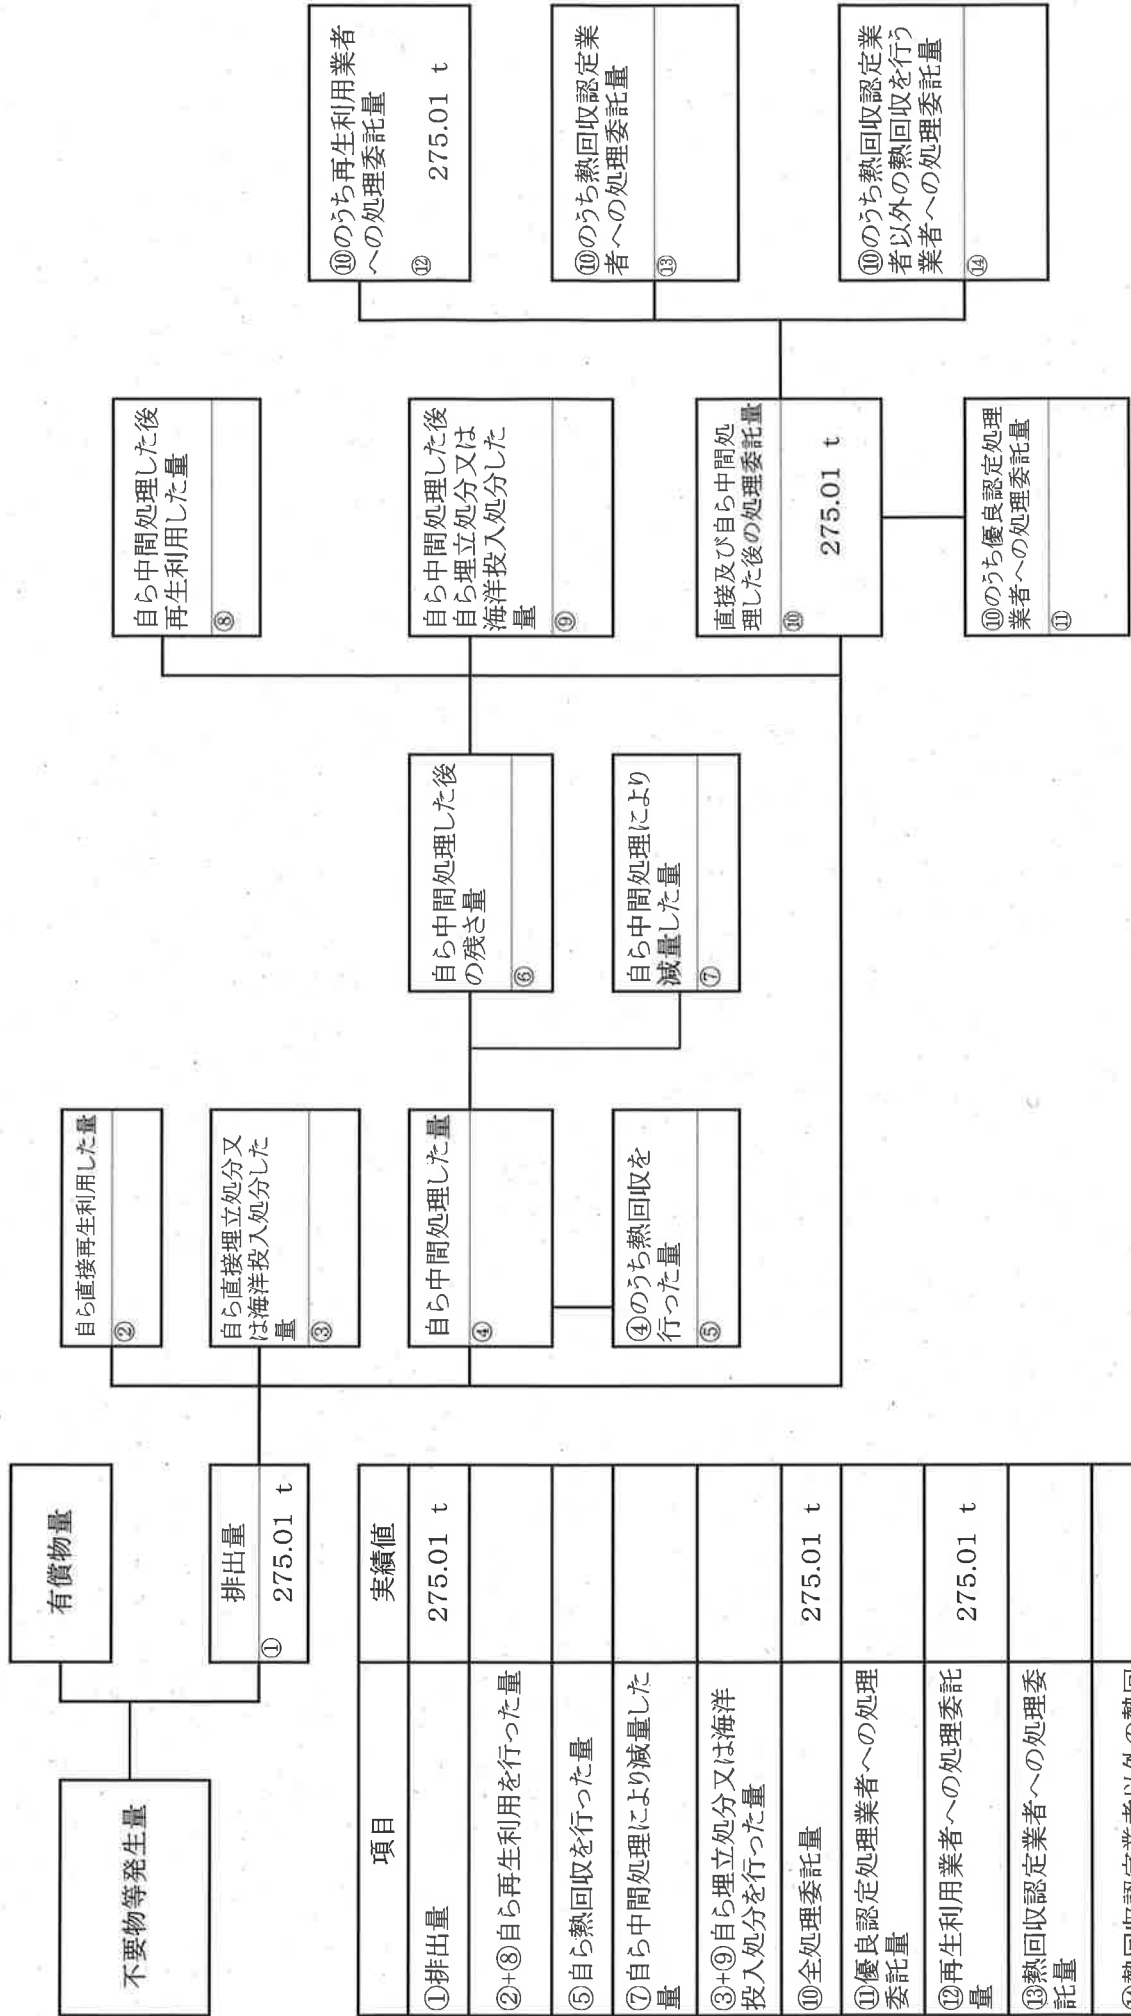 不要物等発生量
有償物量
排出量
① 275.01 t
自ら直接再生利用した量
②
自ら直接埋立処分又
は海洋投入処分した
量
③
自ら中間処理した量
④
④のうち熱回収を
行った量
⑤
自ら中間処理した後
の残さ量
⑥
自ら中間処理により
減量した量
⑦
自ら中間処理した後
再生利用した量
⑧
自ら中間処理した後
自ら埋立処分又は
海洋投入処分した
量
⑨
直接及び自ら中間処
理した後の処理委託量
⑩
275.01 t
⑩のうち優良認定処理
業者への処理委託量
⑪
⑩のうち再生利用業者
への処理委託量
⑫ 275.01 t
⑩のうち熱回収認定業
者への処理委託量
⑬
⑩のうち熱回収認定業
者以外の熱回収を行う
業者への処理委託量
⑭
項目 実績値
①排出量 275.01 t
②+⑧自ら再生利用を行った量
⑤自ら熱回収を行った量
⑦自ら中間処理により減量した
量
③+⑨自ら埋立処分又は海洋
投入処分を行った量
⑩全処理委託量 275.01 t
⑪優良認定処理業者への処理
委託量
⑫再生利用業者への処理委託
量 275.01 t
⑬熱回収認定業者への処理委
託量